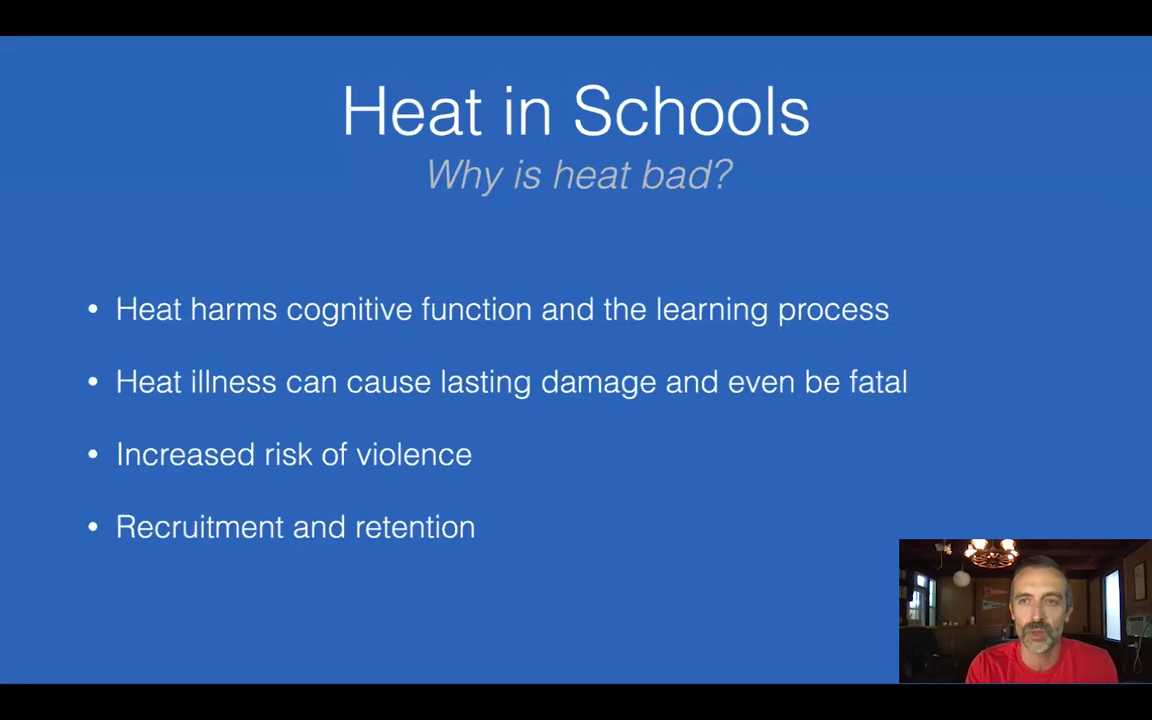 Heat in Schools
Why is heat bad?
• Heat harms cognitive function and the learning process
• Heat illness can cause lasting damage and even be fatal
• Increased risk of violence
• Recruitment and retention